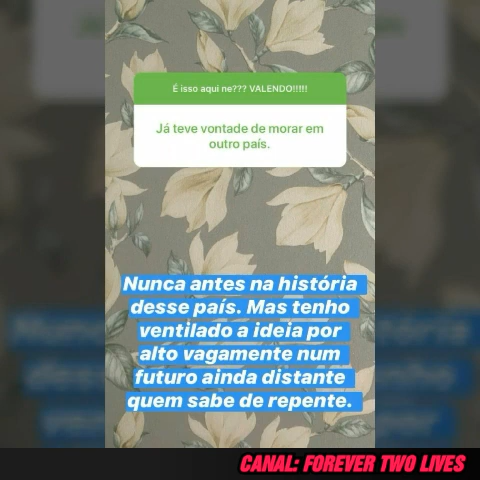 É isso aqui ne??? VALENDO!!!!!
Já teve vontade de morar em
outro país.
Nunca antes na história
desse país. Mas tenho
ventilado a ideia por
alto vagamente num
futuro ainda distante
quem sabe de repente.
CANAL: FOREVER TWO LIVES